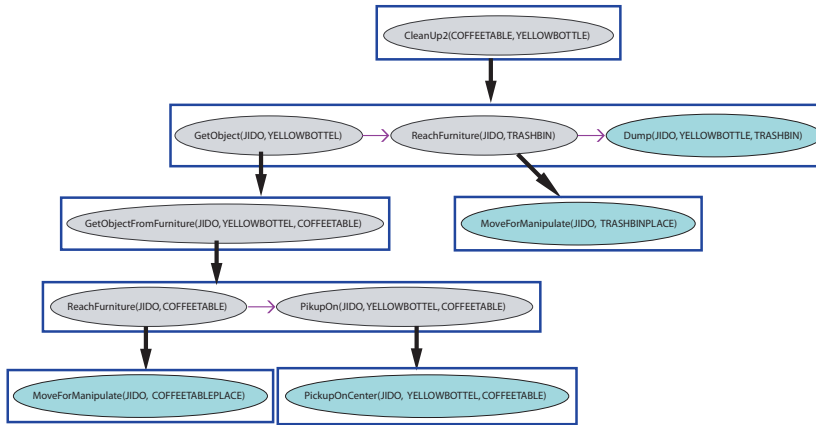 CleanUp2(COFFEETABLE, YELLOWBOTTLE)
GetObject(JIDO, YELLOWBOTTEL)
ReachFurniture(JIDO, TRASHBIN)
Dump(JIDO, YELLOWBOTTLE, TRASHBIN)
GetObjectFromFurniture(JIDO, YELLOWBOTTEL, COFFEETABLE)
MoveForManipulate(JIDO, TRASHBINPLACE)
ReachFurniture(JIDO, COFFEETABLE)
PikupOn(JIDO, YELLOWBOTTEL, COFFEETABLE)
MoveForManipulate(JIDO, COFFEETABLEPLACE)
PickupOnCenter(JIDO, YELLOWBOTTEL, COFFEETABLE)